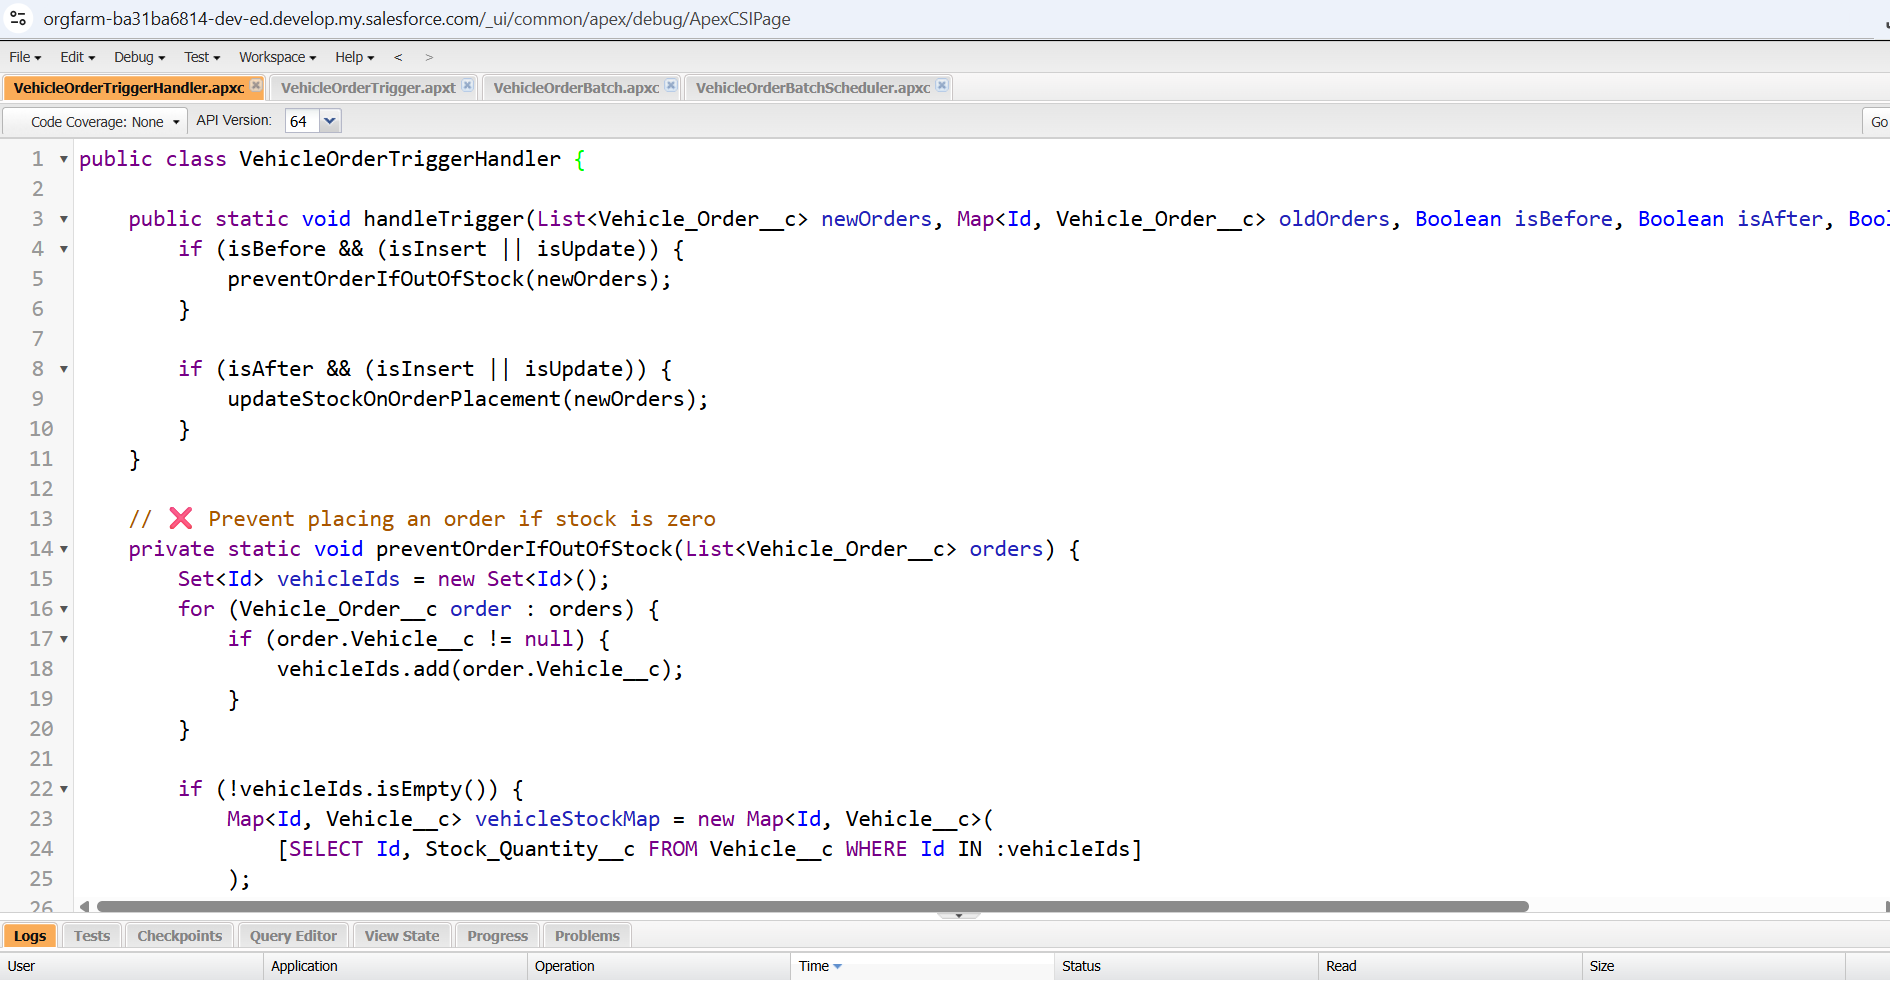 orgfarm-ba31ba6814-dev-ed.develop.my.salesforce.com/_ui/common/apex/debug/ApexCSIPage
File Edit Debug Test Workspace Help < >
VehicleOrderTriggerHandler.apxc VehicleOrderTrigger.apxt VehicleOrderBatch.apxc VehicleOrderBatchScheduler.apxc
Code Coverage: None API Version: 64 Go
1 public class VehicleOrderTriggerHandler {
2
3 public static void handleTrigger(List<Vehicle_Order__c> newOrders, Map<Id, Vehicle_Order__c> oldOrders, Boolean isBefore, Boolean isAfter, Bool
4 if (isBefore && (isInsert || isUpdate)) {
5 preventOrderIfOutOfStock(newOrders);
6 }
7
8 if (isAfter && (isInsert || isUpdate)) {
9 updateStockOnOrderPlacement(newOrders);
10 }
11 }
12
13 // ❌ Prevent placing an order if stock is zero
14 private static void preventOrderIfOutOfStock(List<Vehicle_Order__c> orders) {
15 Set<Id> vehicleIds = new Set<Id>();
16 for (Vehicle_Order__c order : orders) {
17 if (order.Vehicle__c != null) {
18 vehicleIds.add(order.Vehicle__c);
19 }
20 }
21
22 if (!vehicleIds.isEmpty()) {
23 Map<Id, Vehicle__c> vehicleStockMap = new Map<Id, Vehicle__c>(
24 [SELECT Id, Stock_Quantity__c FROM Vehicle__c WHERE Id IN :vehicleIds]
25 );
26
Logs Tests Checkpoints Query Editor View State Progress Problems
User Application Operation Time Status Read Size